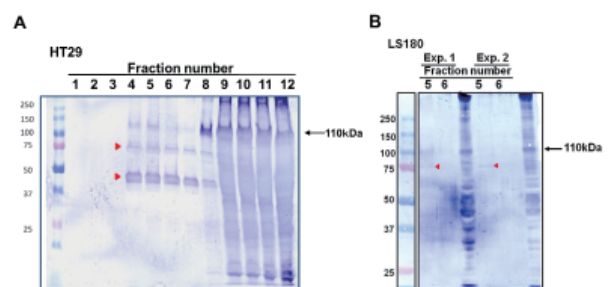 A
HT29
Fraction number
1 2 3 4 5 6 7 8 9 10 11 12
250
150
100
75
50
37
25
110kDa
B
LS180
Exp. 1 Exp. 2
Fraction number
5 6 5 6
250
150
100
75
50
37
25
110kDa